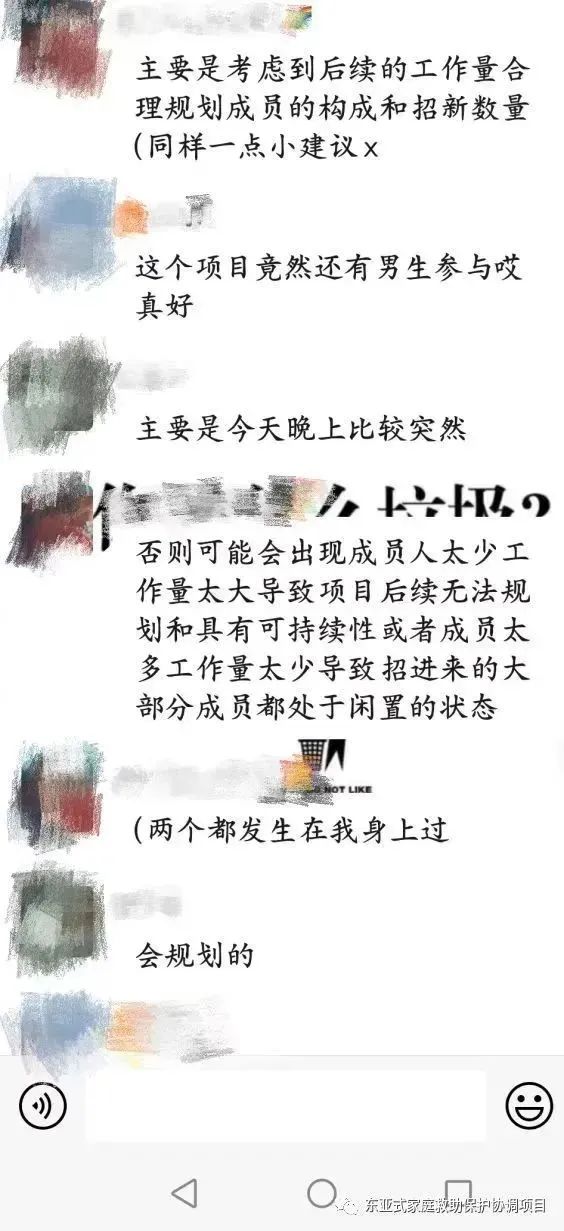 主要是考虑到后续的工作量合
理规划成员的构成和招新数量
(同样一点小建议x
这个项目竟然还有男生参与哎
真好
主要是今天晚上比较突然
否则可能会出现成员人太少工
作量太大导致项目后续无法规
划和具有可持续性或者成员太
多工作量太少导致招进来的大
部分成员都处于闲置的状态
NOT LIKE
(两个都发生在我身上过
会规划的
东亚式家庭救助保护协调项目